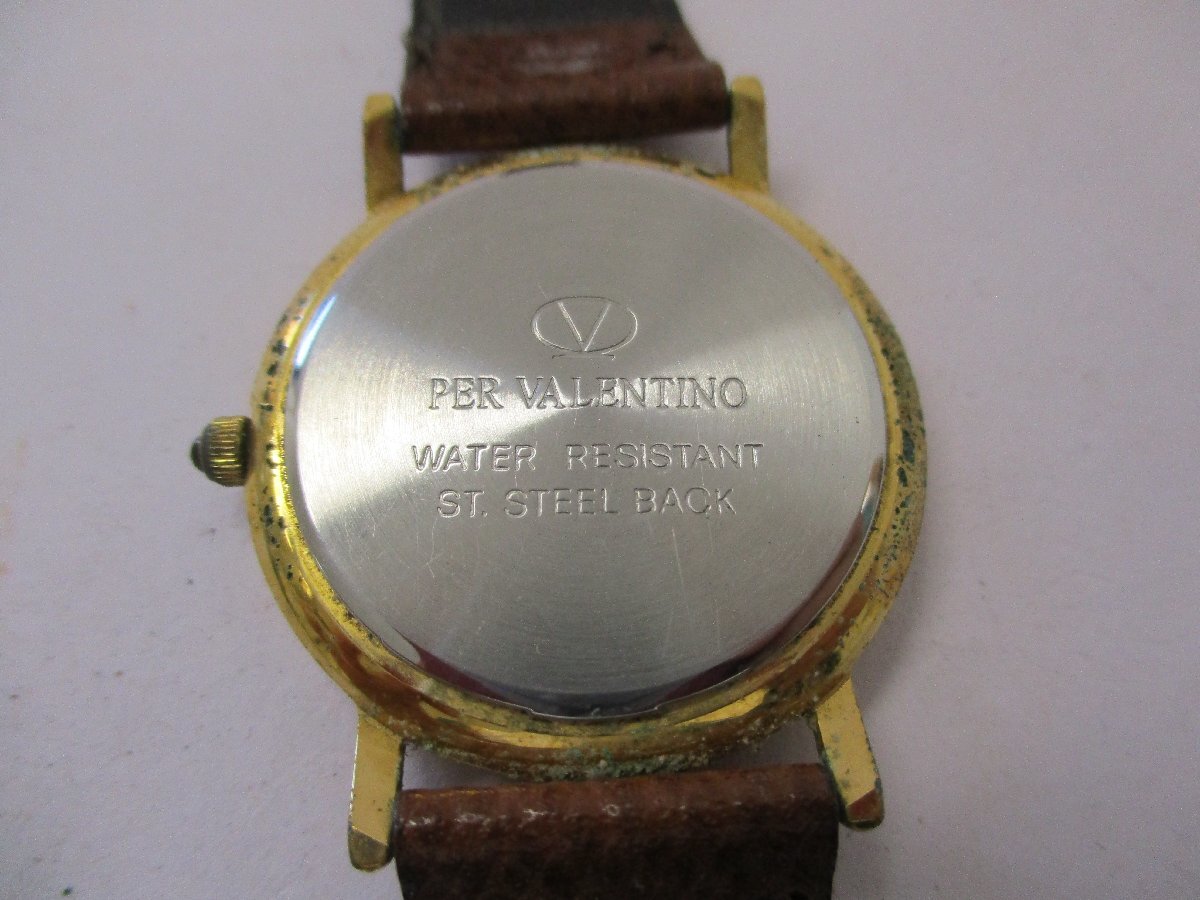 V
PER VALENTINO
WATER RESISTANT
ST. STEEL BACK